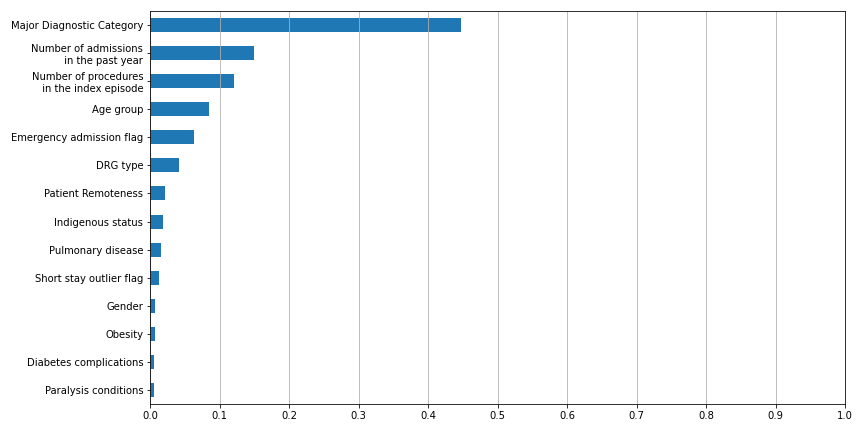 Major Diagnostic Category
Number of admissions
in the past year
Number of procedures
in the index episode
Age group
Emergency admission flag
DRG type
Patient Remoteness
Indigenous status
Pulmonary disease
Short stay outlier flag
Gender
Obesity
Diabetes complications
Paralysis conditions
0.0 0.1 0.2 0.3 0.4 0.5 0.6 0.7 0.8 0.9 1.0